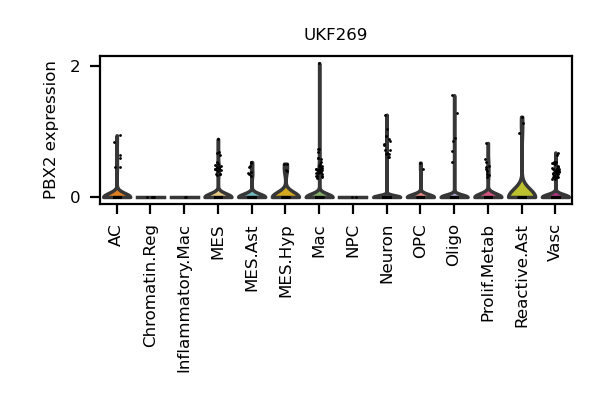 UKF269
PBX2 expression
2
0
AC
Chromatin.Reg
Inflammatory.Mac
MES
MES.Ast
MES.Hyp
Mac
NPC
Neuron
OPC
Oligo
Prolif.Metab
Reactive.Ast
Vasc